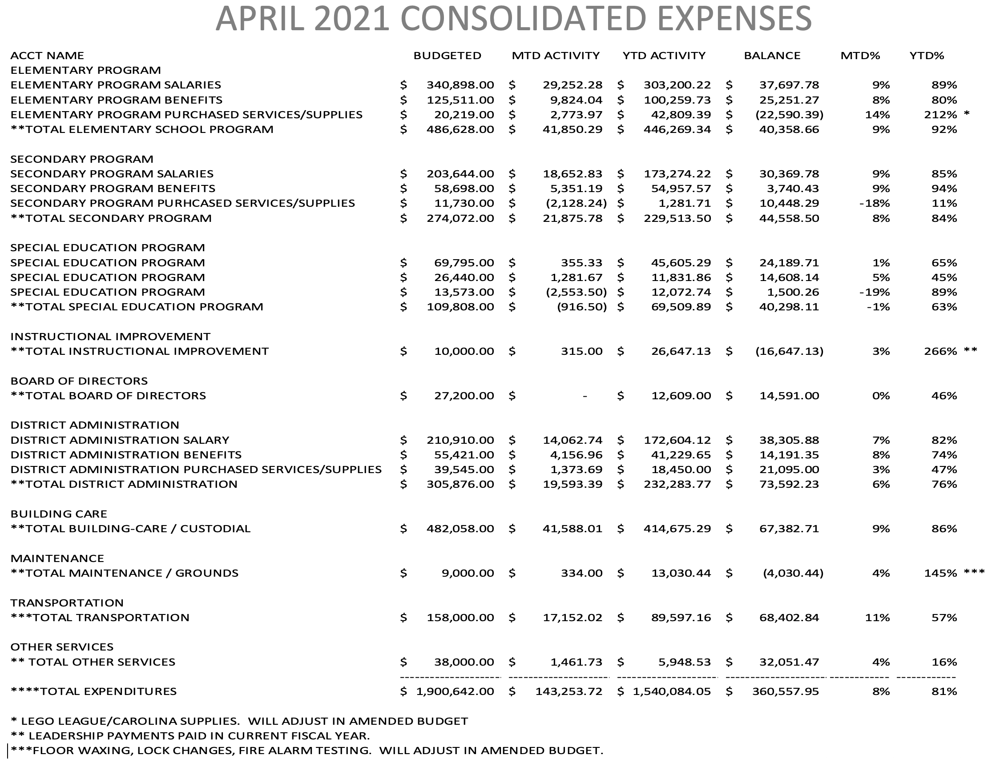 APRIL 2021 CONSOLIDATED EXPENSES
ACCT NAME BUDGETED MTD ACTIVITY YTD ACTIVITY BALANCE MTD% YTD%
ELEMENTARY PROGRAM
ELEMENTARY PROGRAM SALARIES $ 340,898.00 $ 29,252.28 $ 303,200.22 $ 37,697.78 9% 89%
ELEMENTARY PROGRAM BENEFITS $ 125,511.00 $ 9,824.04 $ 100,259.73 $ 25,251.27 8% 80%
ELEMENTARY PROGRAM PURCHASED SERVICES/SUPPLIES $ 20,219.00 $ 2,773.97 $ 42,809.39 $ (22,590.39) 14% 212% *
**TOTAL ELEMENTARY SCHOOL PROGRAM $ 486,628.00 $ 41,850.29 $ 446,269.34 $ 40,358.66 9% 92%
SECONDARY PROGRAM
SECONDARY PROGRAM SALARIES $ 203,644.00 $ 18,652.83 $ 173,274.22 $ 30,369.78 9% 85%
SECONDARY PROGRAM BENEFITS $ 58,698.00 $ 5,351.19 $ 54,957.57 $ 3,740.43 9% 94%
SECONDARY PROGRAM PURHCASED SERVICES/SUPPLIES $ 11,730.00 $ (2,128.24) $ 1,281.71 $ 10,448.29 -18% 11%
**TOTAL SECONDARY PROGRAM $ 274,072.00 $ 21,875.78 $ 229,513.50 $ 44,558.50 8% 84%
SPECIAL EDUCATION PROGRAM
SPECIAL EDUCATION PROGRAM $ 69,795.00 $ 355.33 $ 45,605.29 $ 24,189.71 1% 65%
SPECIAL EDUCATION PROGRAM $ 26,440.00 $ 1,281.67 $ 11,831.86 $ 14,608.14 5% 45%
SPECIAL EDUCATION PROGRAM $ 13,573.00 $ (2,553.50) $ 12,072.74 $ 1,500.26 -19% 89%
**TOTAL SPECIAL EDUCATION PROGRAM $ 109,808.00 $ (916.50) $ 69,509.89 $ 40,298.11 -1% 63%
INSTRUCTIONAL IMPROVEMENT
**TOTAL INSTRUCTIONAL IMPROVEMENT $ 10,000.00 $ 315.00 $ 26,647.13 $ (16,647.13) 3% 266% **
BOARD OF DIRECTORS
**TOTAL BOARD OF DIRECTORS $ 27,200.00 $ - $ 12,609.00 $ 14,591.00 0% 46%
DISTRICT ADMINISTRATION
DISTRICT ADMINISTRATION SALARY $ 210,910.00 $ 14,062.74 $ 172,604.12 $ 38,305.88 7% 82%
DISTRICT ADMINISTRATION BENEFITS $ 55,421.00 $ 4,156.96 $ 41,229.65 $ 14,191.35 8% 74%
DISTRICT ADMINISTRATION PURCHASED SERVICES/SUPPLIES $ 39,545.00 $ 1,373.69 $ 18,450.00 $ 21,095.00 3% 47%
**TOTAL DISTRICT ADMINISTRATION $ 305,876.00 $ 19,593.39 $ 232,283.77 $ 73,592.23 6% 76%
BUILDING CARE
**TOTAL BUILDING-CARE / CUSTODIAL $ 482,058.00 $ 41,588.01 $ 414,675.29 $ 67,382.71 9% 86%
MAINTENANCE
**TOTAL MAINTENANCE / GROUNDS $ 9,000.00 $ 334.00 $ 13,030.44 $ (4,030.44) 4% 145% ***
TRANSPORTATION
***TOTAL TRANSPORTATION $ 158,000.00 $ 17,152.02 $ 89,597.16 $ 68,402.84 11% 57%
OTHER SERVICES
** TOTAL OTHER SERVICES $ 38,000.00 $ 1,461.73 $ 5,948.53 $ 32,051.47 4% 16%
****TOTAL EXPENDITURES $ 1,900,642.00 $ 143,253.72 $ 1,540,084.05 $ 360,557.95 8% 81%
* LEGO LEAGUE/CAROLINA SUPPLIES. WILL ADJUST IN AMENDED BUDGET
** LEADERSHIP PAYMENTS PAID IN CURRENT FISCAL YEAR.
***FLOOR WAXING, LOCK CHANGES, FIRE ALARM TESTING. WILL ADJUST IN AMENDED BUDGET.